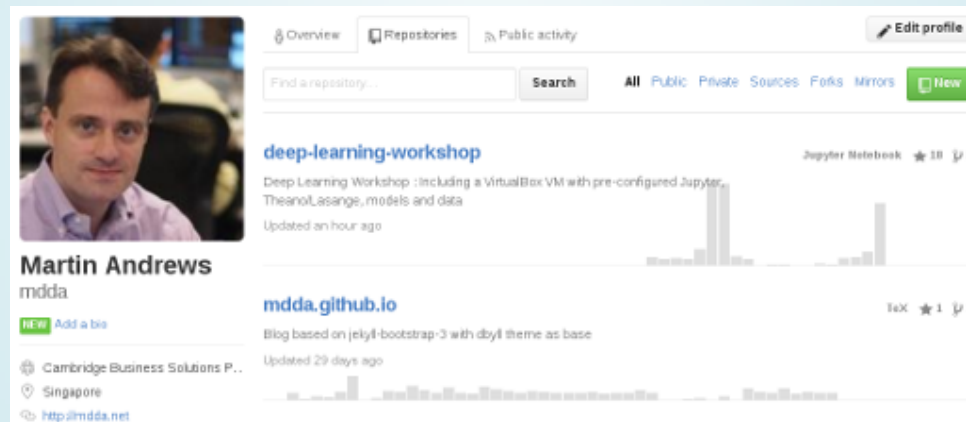 Overview Repositories Public activity Edit profile
Find a repository... Search All Public Private Sources Forks Mirrors New
deep-learning-workshop Jupyter Notebook 18
Deep Learning Workshop : Including a VirtualBox VM with pre-configured Jupyter,
Theano/Lasange, models and data
Updated an hour ago
Martin Andrews
mdda
NEW Add a bio
Cambridge Business Solutions P...
Singapore
http://mdda.net
mdda.github.io TeX 1
Blog based on jekyll-bootstrap-3 with dbyll theme as base
Updated 29 days ago